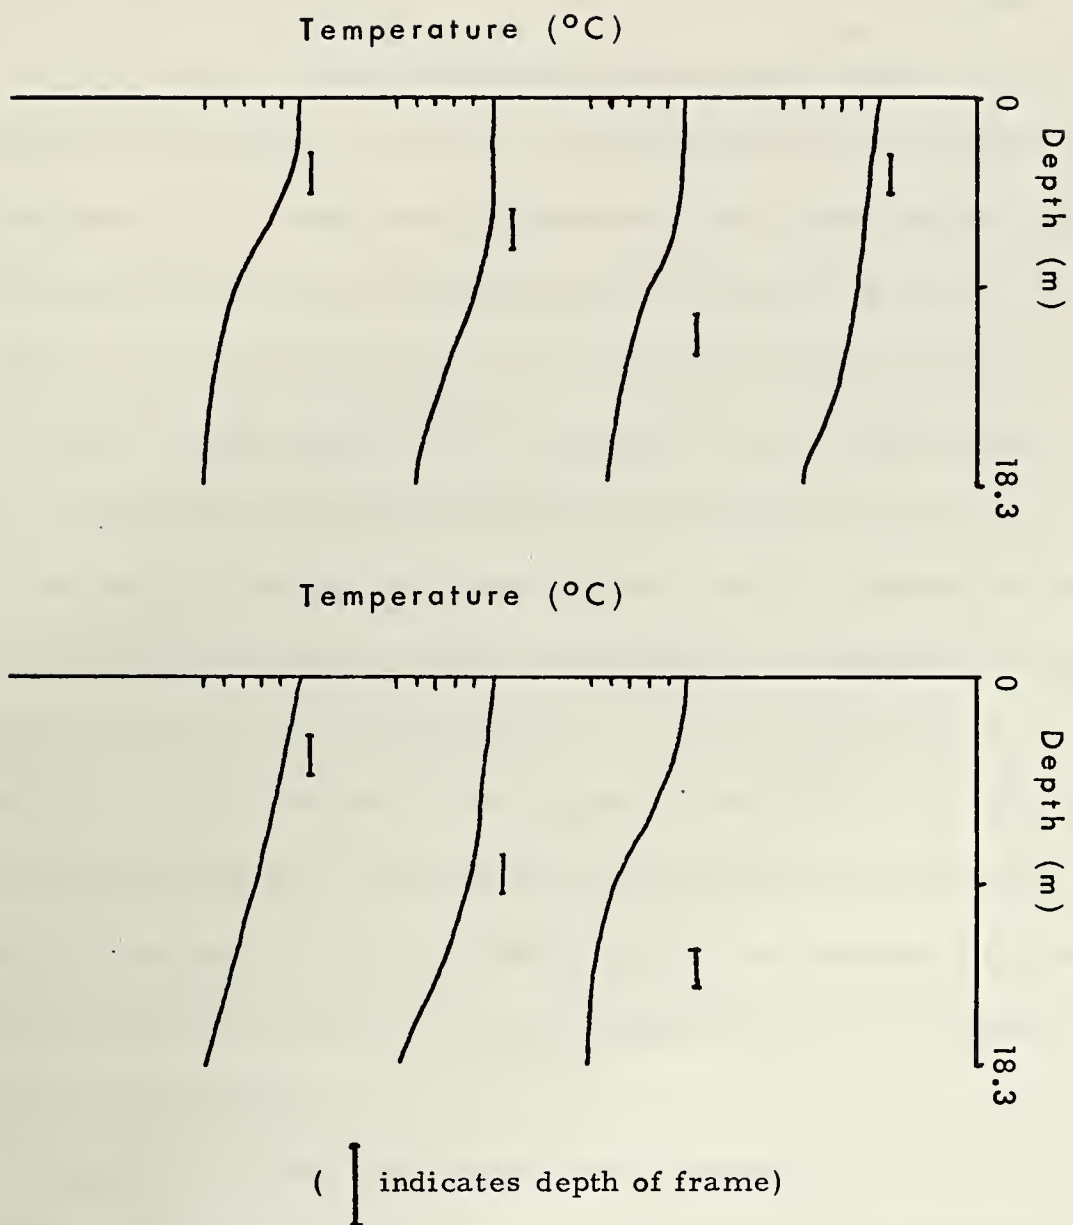 Temperature (°C)
0
Depth (m)
18.3
Temperature (°C)
0
Depth (m)
18.3
( indicates depth of frame)